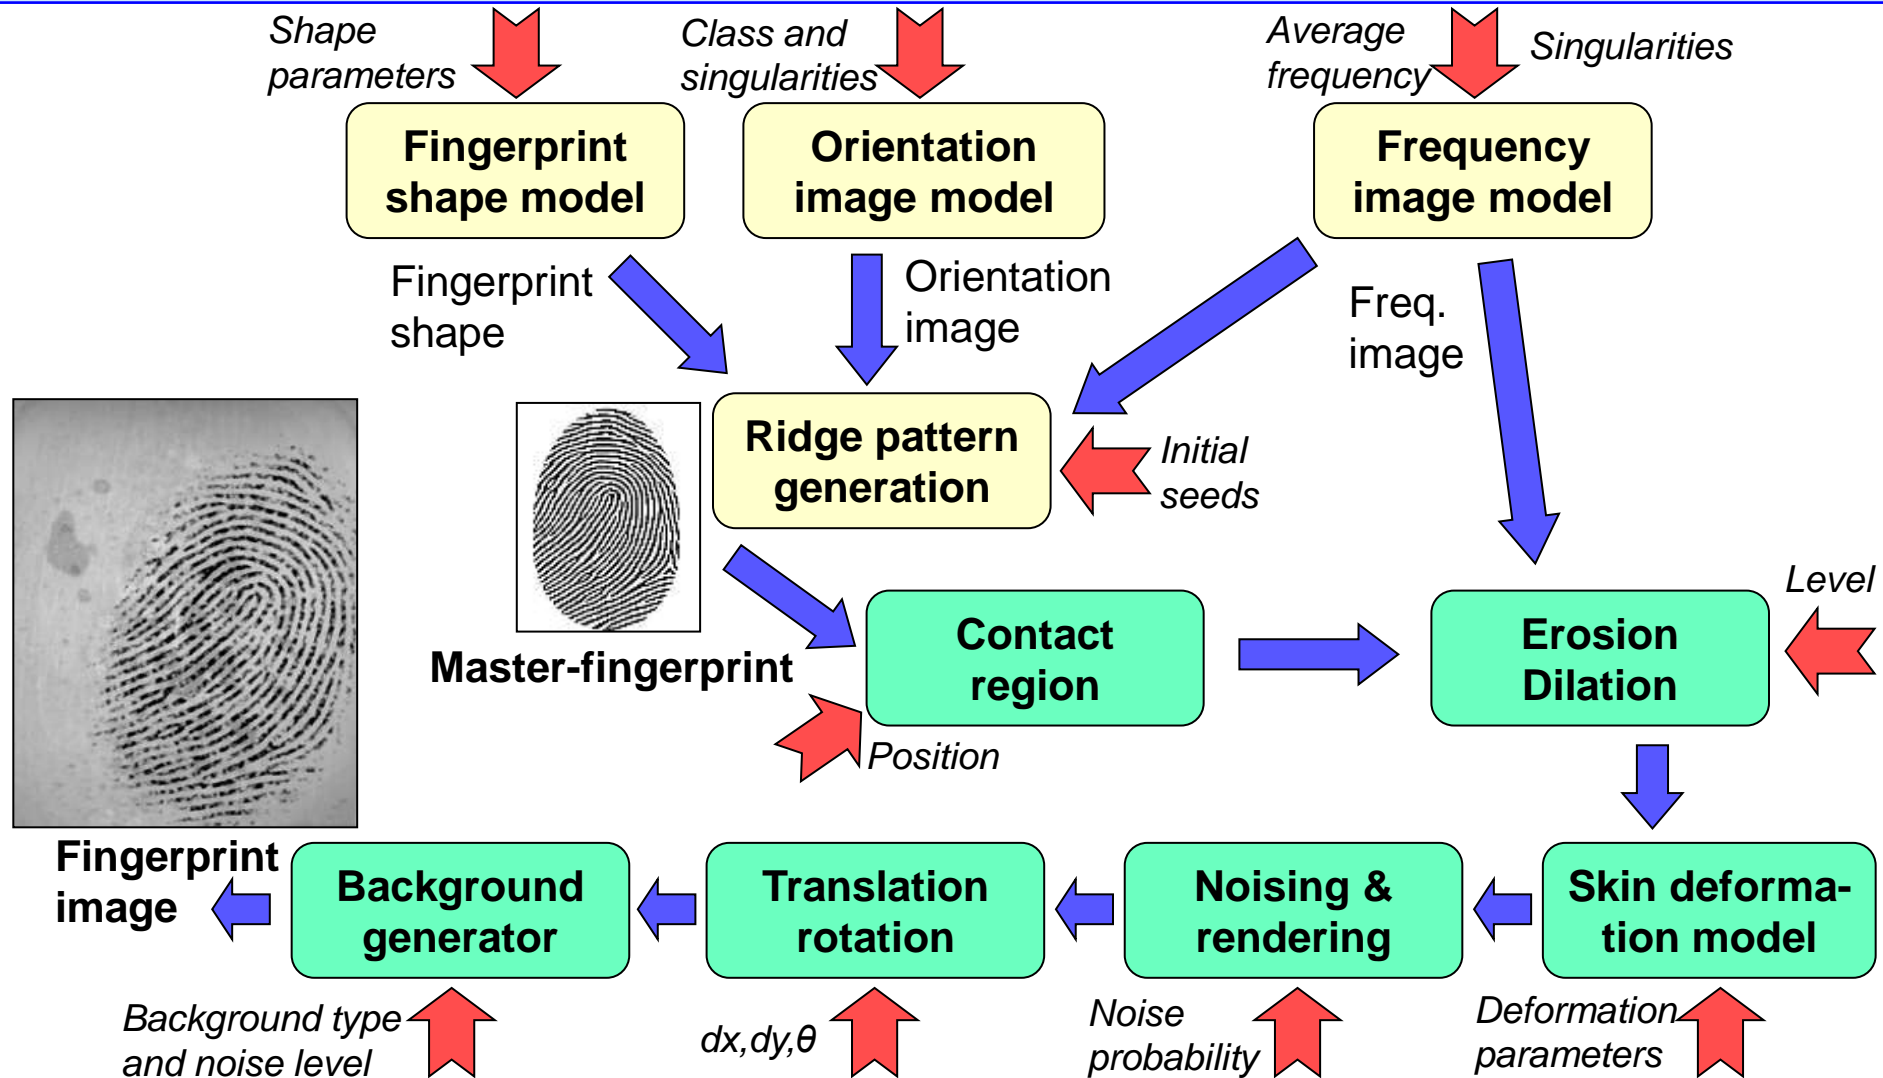 Shape
parameters
Class and
singularities
Average
frequency
Singularities
Fingerprint
shape model
Orientation
image model
Frequency
image model
Fingerprint
shape
Orientation
image
Freq.
image
Ridge pattern
generation
Initial
seeds
Master-fingerprint
Contact
region
Position
Erosion
Dilation
Level
Fingerprint
image
Background
generator
Translation
rotation
Noising &
rendering
Skin deforma-
tion model
Background type
and noise level
dx,dy,θ
Noise
probability
Deformation
parameters